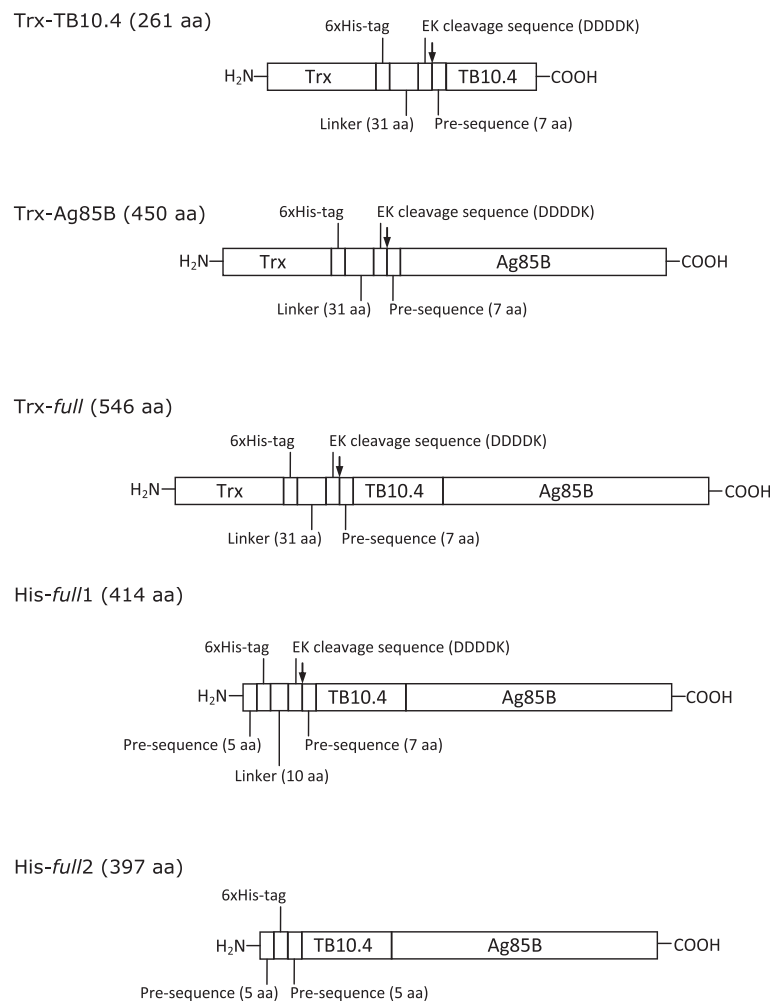 Trx-TB10.4 (261 aa)
6xHis-tag EK cleavage sequence (DDDDK)
H₂N Trx TB10.4 COOH
Linker (31 aa) Pre-sequence (7 aa)
Trx-Ag85B (450 aa)
6xHis-tag EK cleavage sequence (DDDDK)
H₂N Trx Ag85B COOH
Linker (31 aa) Pre-sequence (7 aa)
Trx-full (546 aa)
6xHis-tag EK cleavage sequence (DDDDK)
H₂N Trx TB10.4 Ag85B COOH
Linker (31 aa) Pre-sequence (7 aa)
His-full1 (414 aa)
6xHis-tag EK cleavage sequence (DDDDK)
H₂N TB10.4 Ag85B COOH
Pre-sequence (5 aa) Pre-sequence (7 aa)
Linker (10 aa)
His-full2 (397 aa)
6xHis-tag
H₂N TB10.4 Ag85B COOH
Pre-sequence (5 aa) Pre-sequence (5 aa)